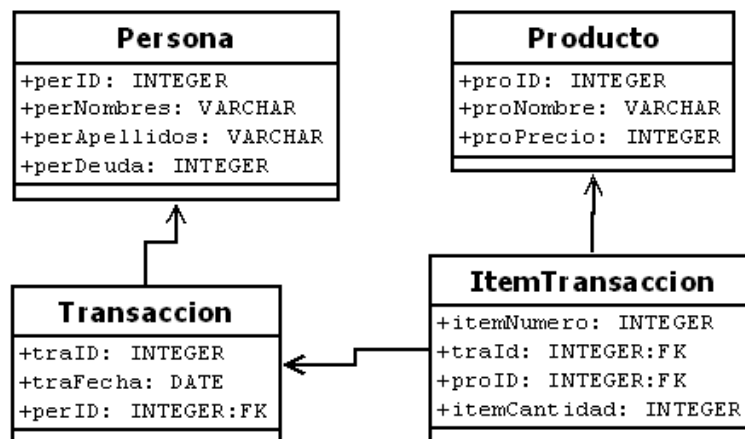 Persona
+perID: INTEGER
+perNombres: VARCHAR
+perApellidos: VARCHAR
+perDeuda: INTEGER
Producto
+proID: INTEGER
+proNombre: VARCHAR
+proPrecio: INTEGER
Transaccion
+traID: INTEGER
+traFecha: DATE
+perID: INTEGER:FK
ItemTransaccion
+itemNumero: INTEGER
+traId: INTEGER:FK
+proID: INTEGER:FK
+itemCantidad: INTEGER